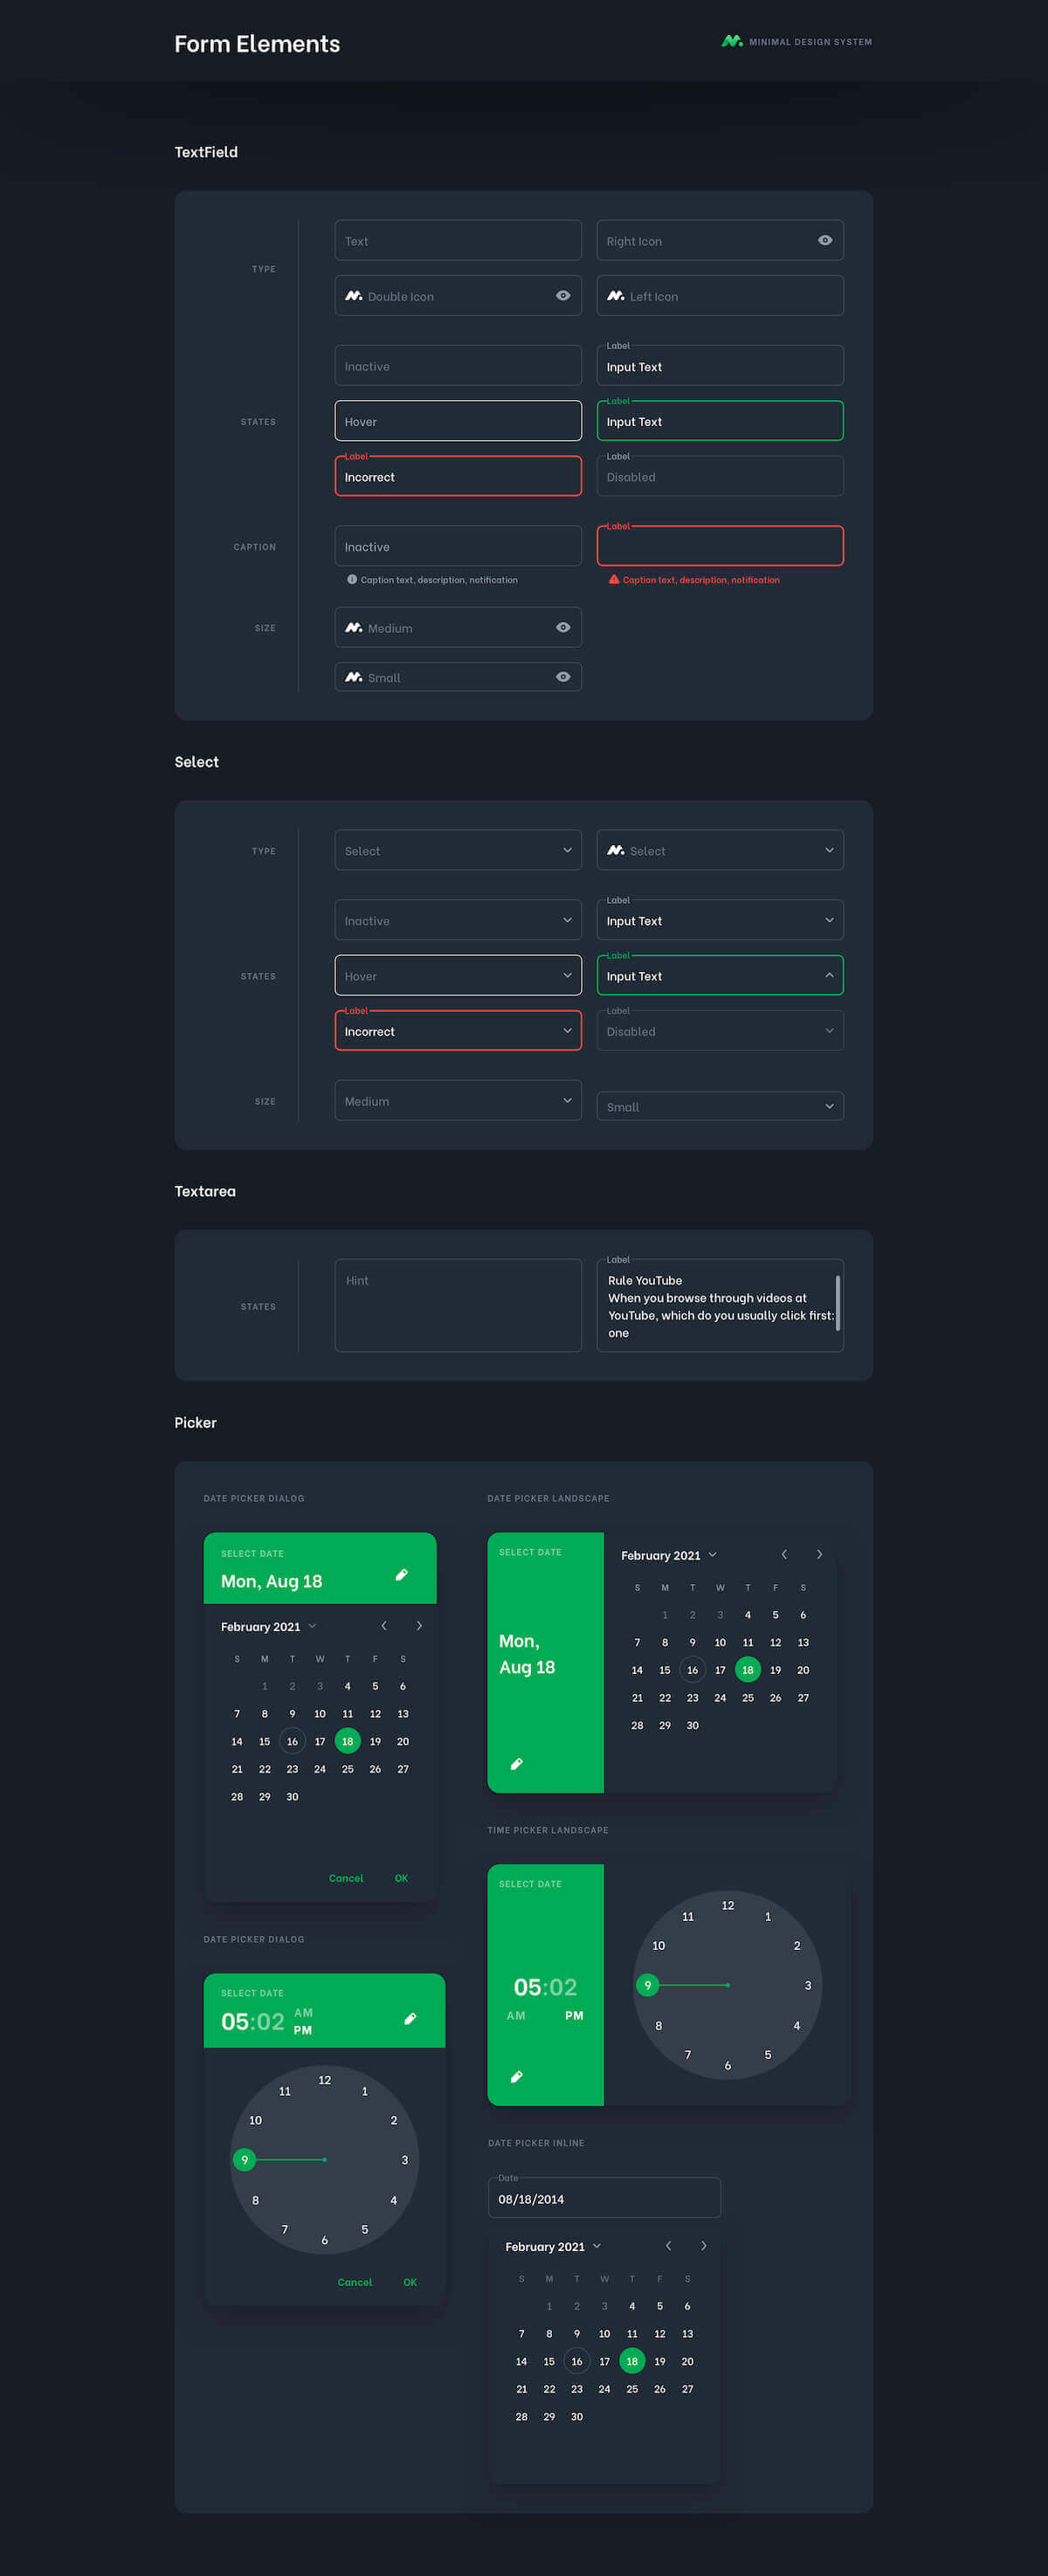 Form Elements
MINIMAL DESIGN SYSTEM
TextField
TYPE
Text
Right Icon
Double Icon
Left Icon
STATES
Inactive
Label
Input Text
Hover
Label
Input Text
Label
Incorrect
Label
Disabled
CAPTION
Inactive
Caption text, description, notification
Label
Caption text, description, notification
SIZE
Medium
Small
Select
TYPE
Select
Select
STATES
Inactive
Label
Input Text
Hover
Label
Input Text
Label
Incorrect
Label
Disabled
SIZE
Medium
Small
Textarea
STATES
Hint
Label
Rule YouTube
When you browse through videos at
YouTube, which do you usually click first:
one
Picker
DATE PICKER DIALOG
SELECT DATE
Mon, Aug 18
February 2021
S M T W T F S
1 2 3 4 5 6
7 8 9 10 11 12 13
14 15 16 17 18 19 20
21 22 23 24 25 26 27
28 29 30
Cancel OK
DATE PICKER LANDSCAPE
SELECT DATE
Mon,
Aug 18
February 2021
S M T W T F S
1 2 3 4 5 6
7 8 9 10 11 12 13
14 15 16 17 18 19 20
21 22 23 24 25 26 27
28 29 30
TIME PICKER LANDSCAPE
SELECT DATE
05:02
AM PM
12
11 1
10 2
9 3
8 4
7 5
6
DATE PICKER DIALOG
SELECT DATE
05:02
AM
PM
12
11 1
10 2
9 3
8 4
7 5
6
Cancel OK
DATE PICKER INLINE
Date
08/18/2014
February 2021
S M T W T F S
1 2 3 4 5 6
7 8 9 10 11 12 13
14 15 16 17 18 19 20
21 22 23 24 25 26 27
28 29 30